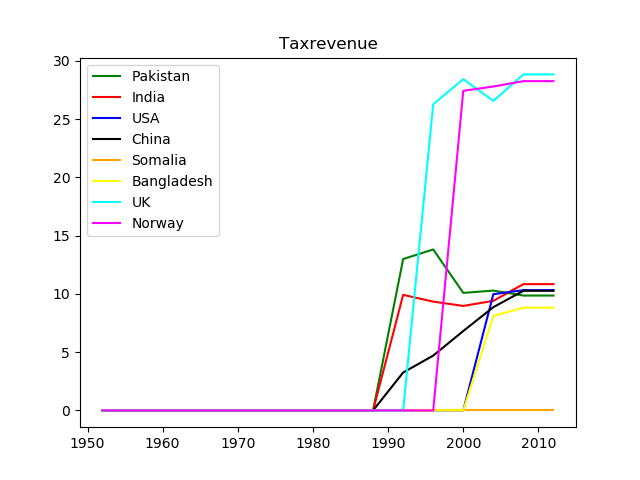 Taxrevenue
30
25
20
15
10
5
0
Pakistan
India
USA
China
Somalia
Bangladesh
UK
Norway
1950 1960 1970 1980 1990 2000 2010